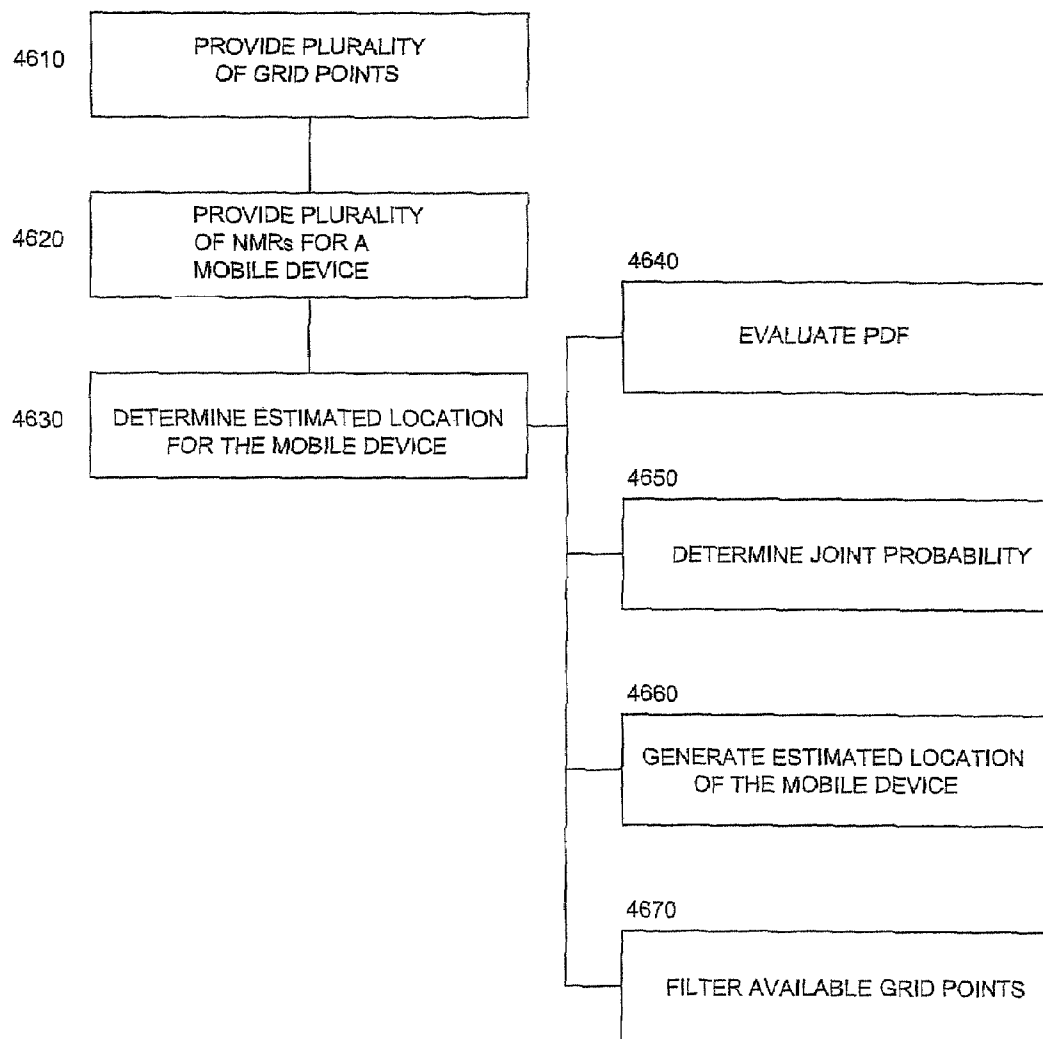 4610
PROVIDE PLURALITY
OF GRID POINTS
4620
PROVIDE PLURALITY
OF NMRs FOR A
MOBILE DEVICE
4630
DETERMINE ESTIMATED LOCATION
FOR THE MOBILE DEVICE
4640
EVALUATE PDF
4650
DETERMINE JOINT PROBABILITY
4660
GENERATE ESTIMATED LOCATION
OF THE MOBILE DEVICE
4670
FILTER AVAILABLE GRID POINTS